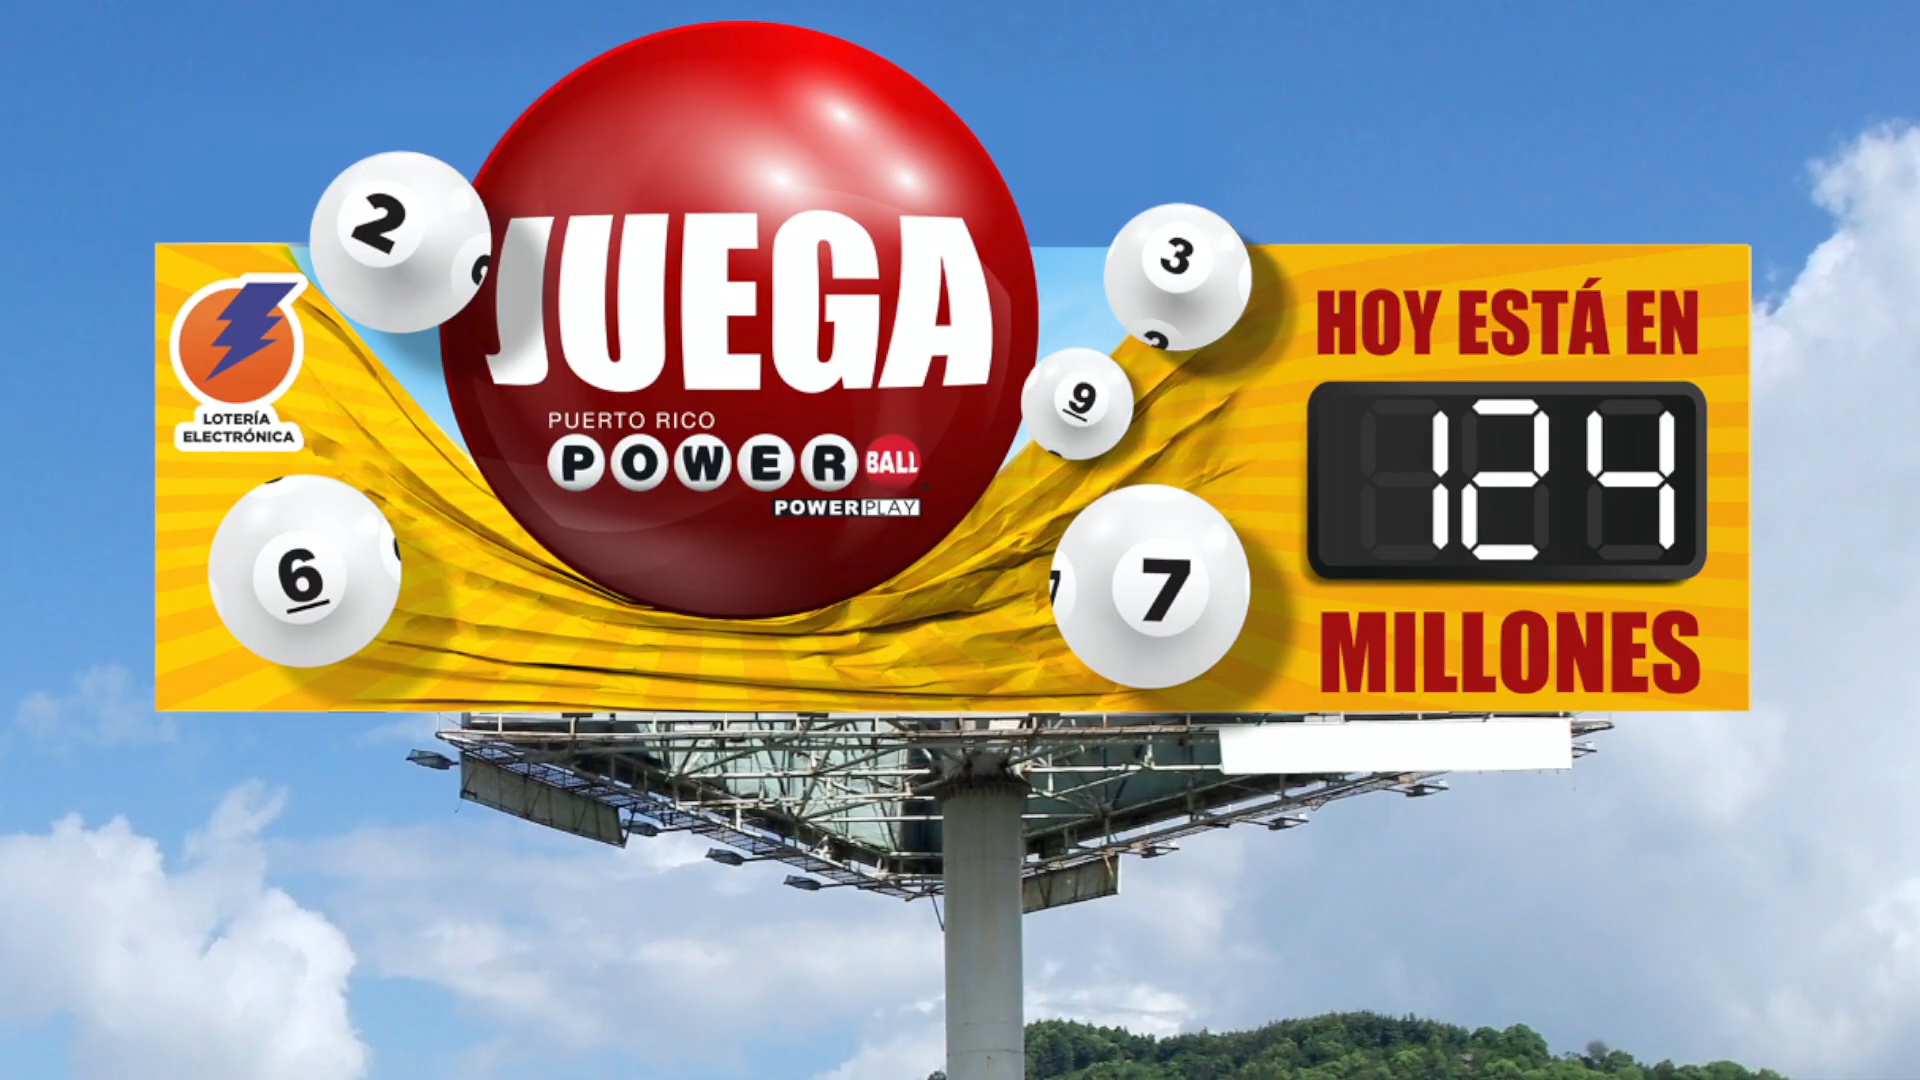 2
JUEGA
3
HOY ESTÁ EN
LOTERÍA
ELECTRÓNICA
PUERTO RICO
POWER BALL
POWERPLAY
9
124
6
7
MILLONES